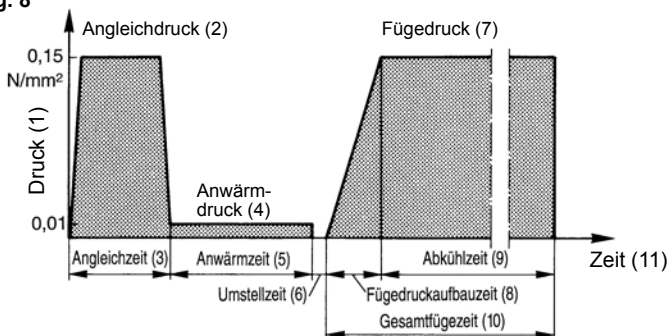 g. 8
Angleichdruck (2)
Fügedruck (7)
0,15
N/mm²
Druck (1)
Anwärm-
druck (4)
0,01
Angleichzeit (3)
Anwärmzeit (5)
Abkühlzeit (9)
Zeit (11)
Umstellzeit (6)
Fügedruckaufbauzeit (8)
Gesamtfügezeit (10)